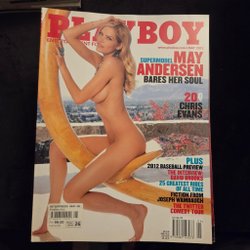 PLAYBOY
SUPERMODEL
MAY
ANDERSEN
BARES HER SOUL
20Q
CHRIS
EVANS
PLUS
2012 BASEBALL PREVIEW
THE INTERVIEW:
DAVID BROOKS
25 GREATEST RIDES
OF ALL TIME
FICTION FROM
JOSEPH WAMBAUGH
THE TWITTER
COMEDY TOUR